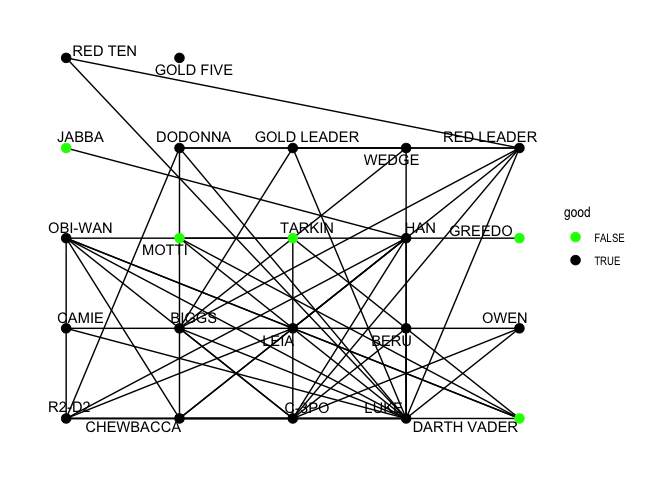 RED TEN
GOLD FIVE
JABBA
DODONNA
GOLD LEADER
WEDGE
RED LEADER
OBI-WAN
MOTTI
TARKIN
HAN
GREEDO
CAMIE
BIGGS
LEIA
BERU
OWEN
R2-D2
CHEWBACCA
C-3PO
LUKE
DARTH VADER
good
FALSE
TRUE